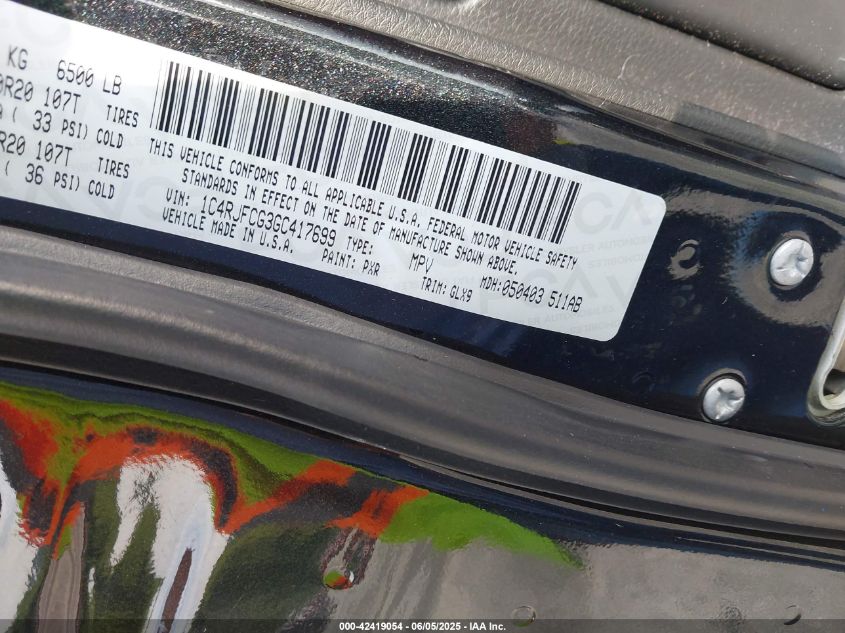 KG 6500 LB
0R20 107T TIRES
( 33 PSI) COLD
R20 107T TIRES
( 36 PSI) COLD
THIS VEHICLE CONFORMS TO ALL APPLICABLE U.S.A. FEDERAL MOTOR VEHICLE SAFETY
STANDARDS IN EFFECT ON THE DATE OF MANUFACTURE SHOWN ABOVE.
VIN: 1C4RJFCG3GC417699 TYPE: MPV MDH:050403 511AB
VEHICLE MADE IN U.S.A. PAINT: PXR TRIM: GLX9
000-42419054 - 06/05/2025 - IAA Inc.